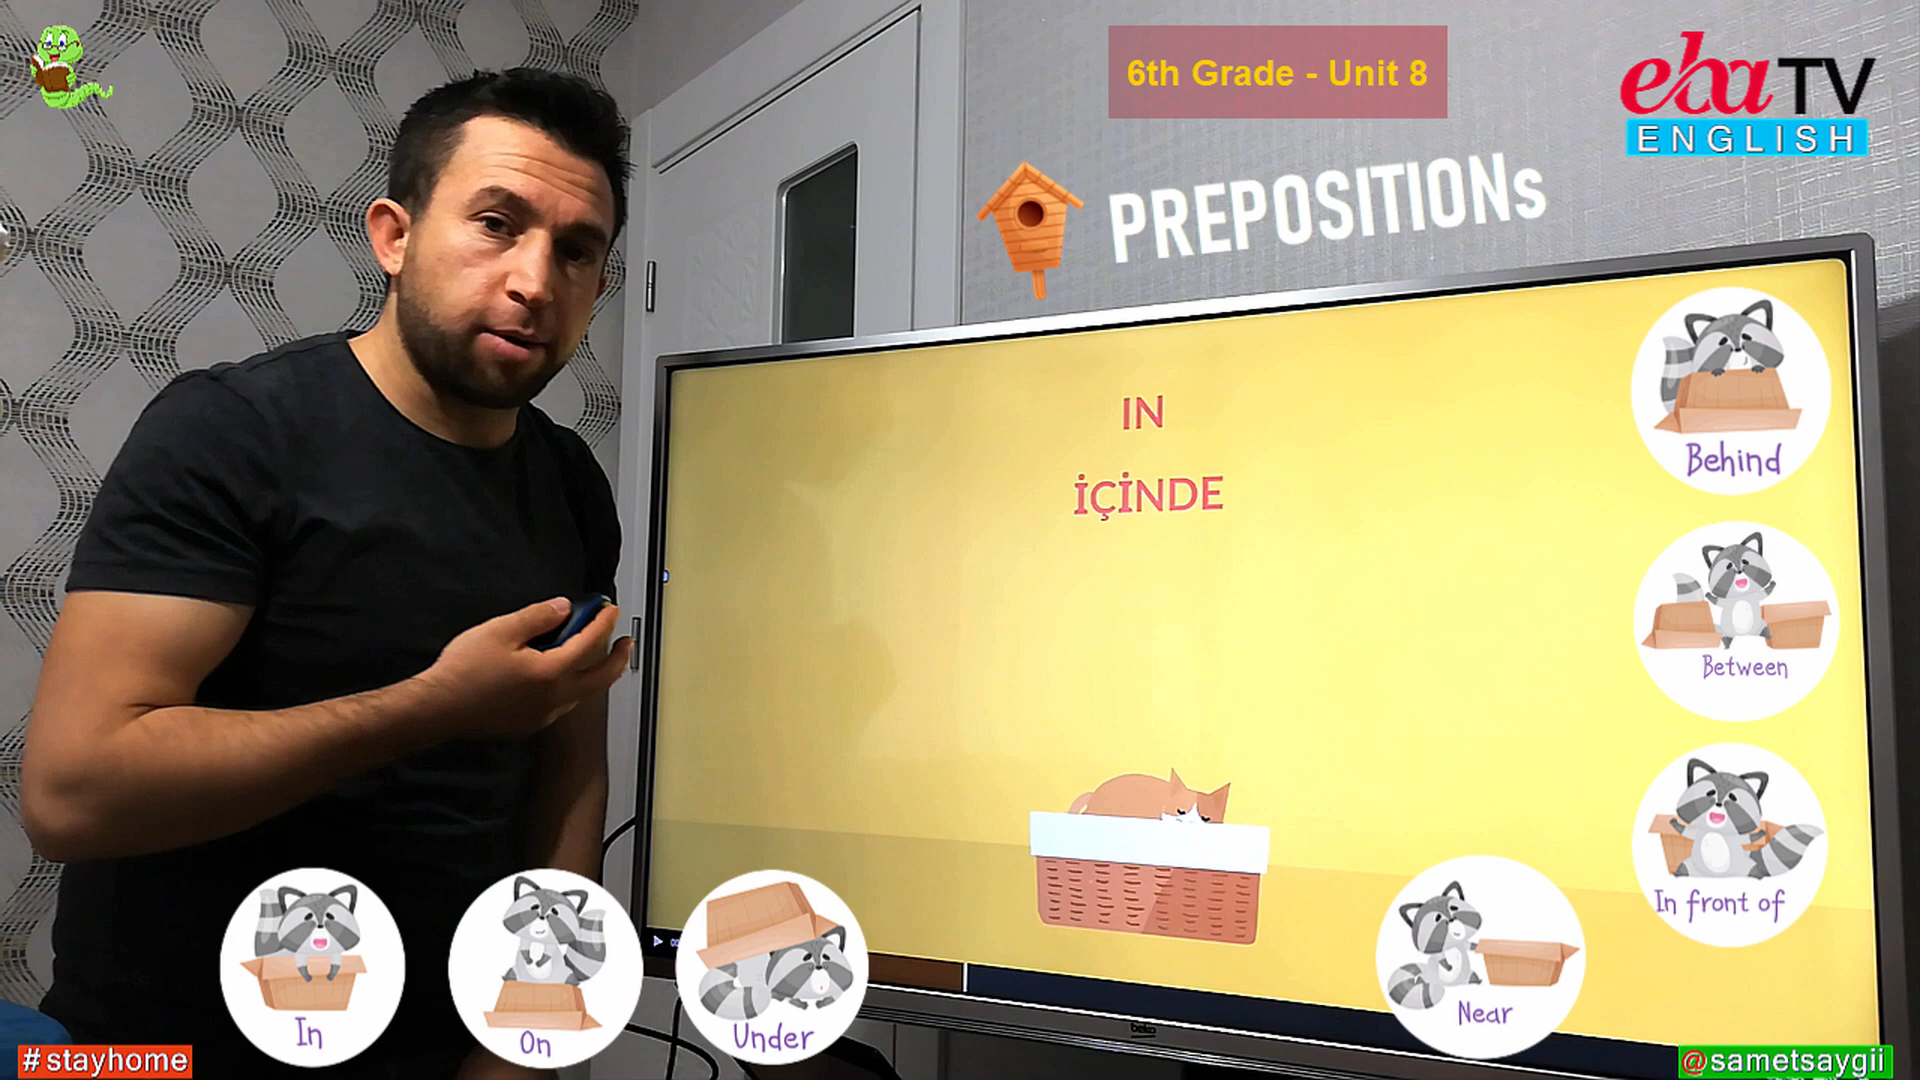 6th Grade - Unit 8
eba TV
ENGLISH
PREPOSITIONs
IN
İÇİNDE
Behind
Between
In front of
Near
In
On
Under
beko
#stayhome
@sametsaygii